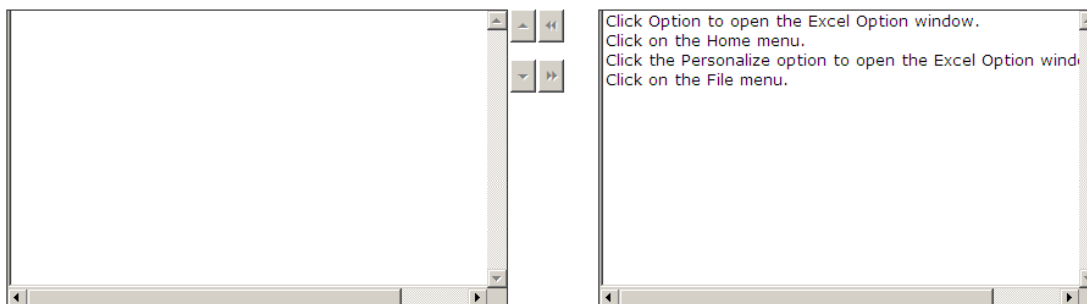 Click Option to open the Excel Option window.
Click on the Home menu.
Click the Personalize option to open the Excel Option
Click on the File menu.